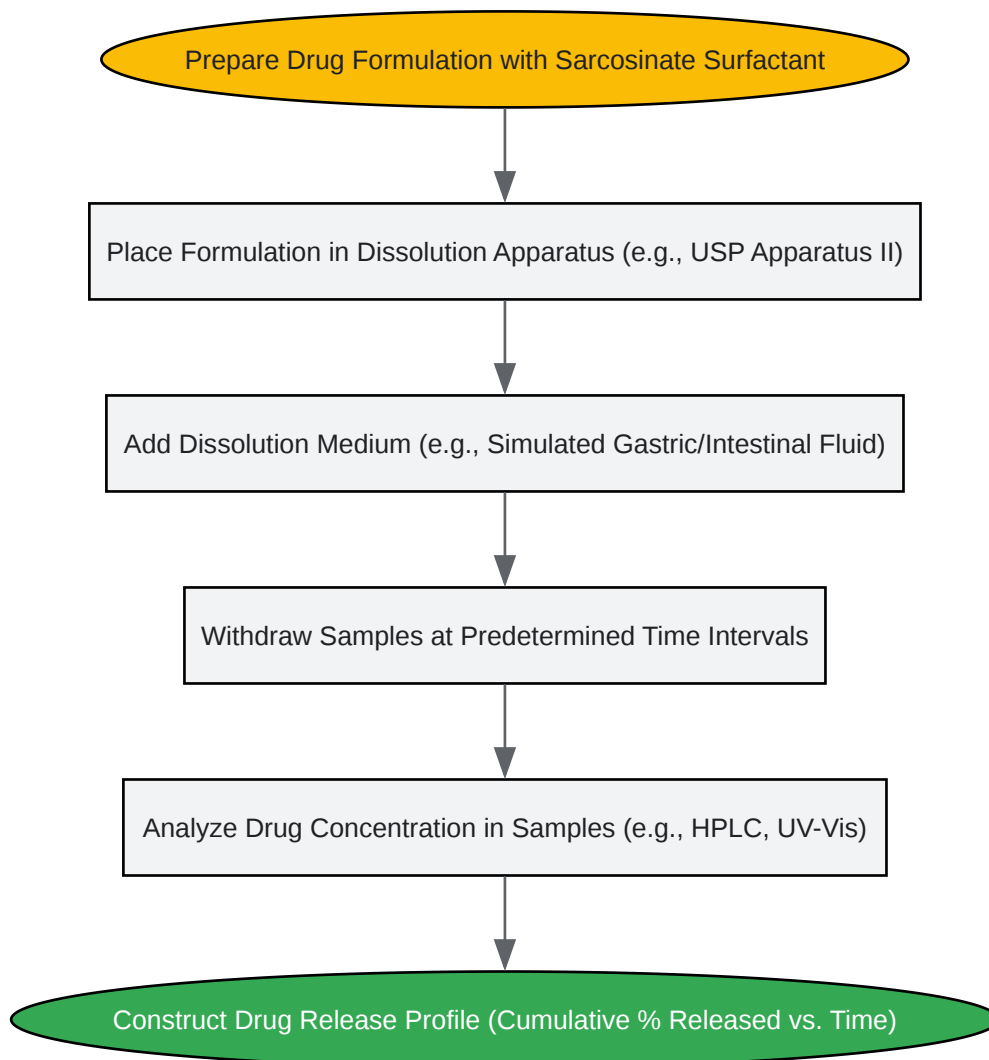 Prepare Drug Formulation with Sarcosinate Surfactant
Place Formulation in Dissolution Apparatus (e.g., USP Apparatus II)
Add Dissolution Medium (e.g., Simulated Gastric/Intestinal Fluid)
Withdraw Samples at Predetermined Time Intervals
Analyze Drug Concentration in Samples (e.g., HPLC, UV-Vis)
Construct Drug Release Profile (Cumulative % Released vs. Time)